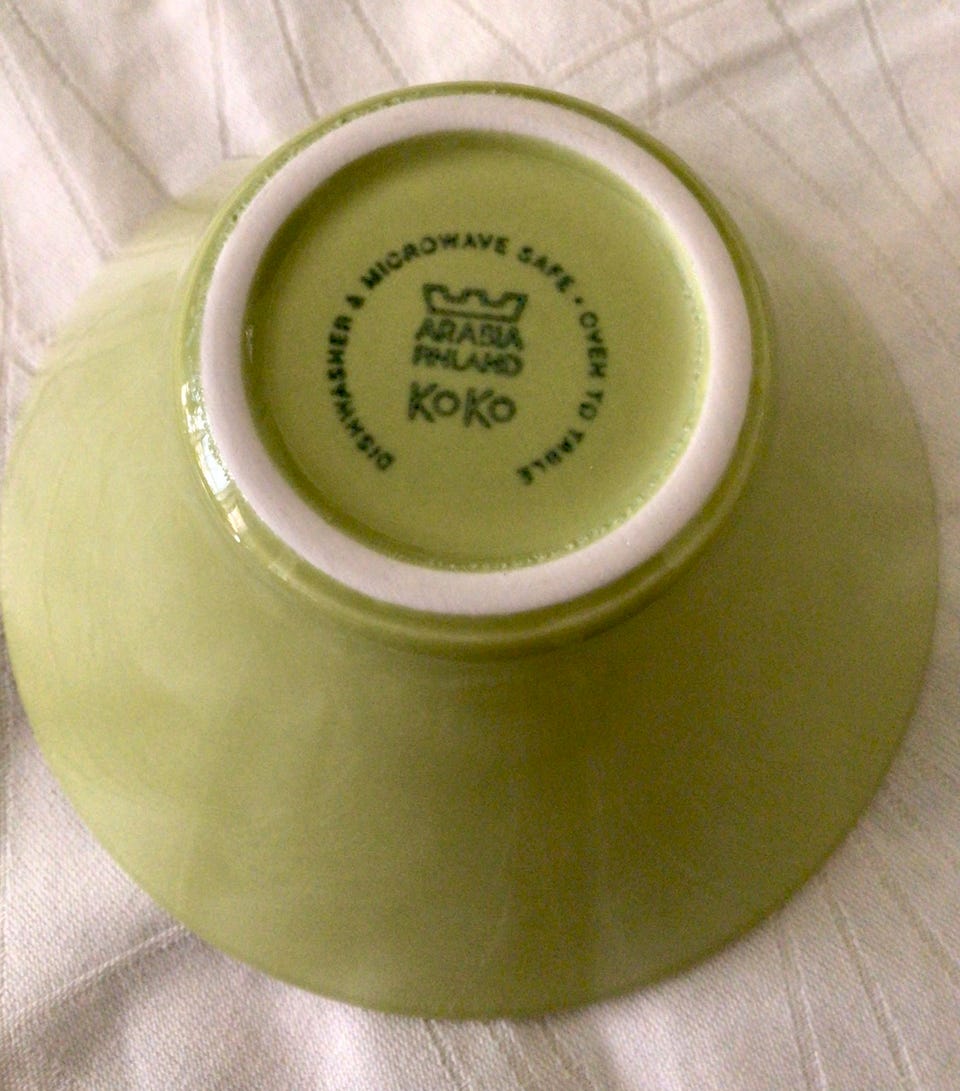 DISHWASHER & MICROWAVE SAFE • OVEN TO TABLE
ARABIA
FINLAND
KoKo